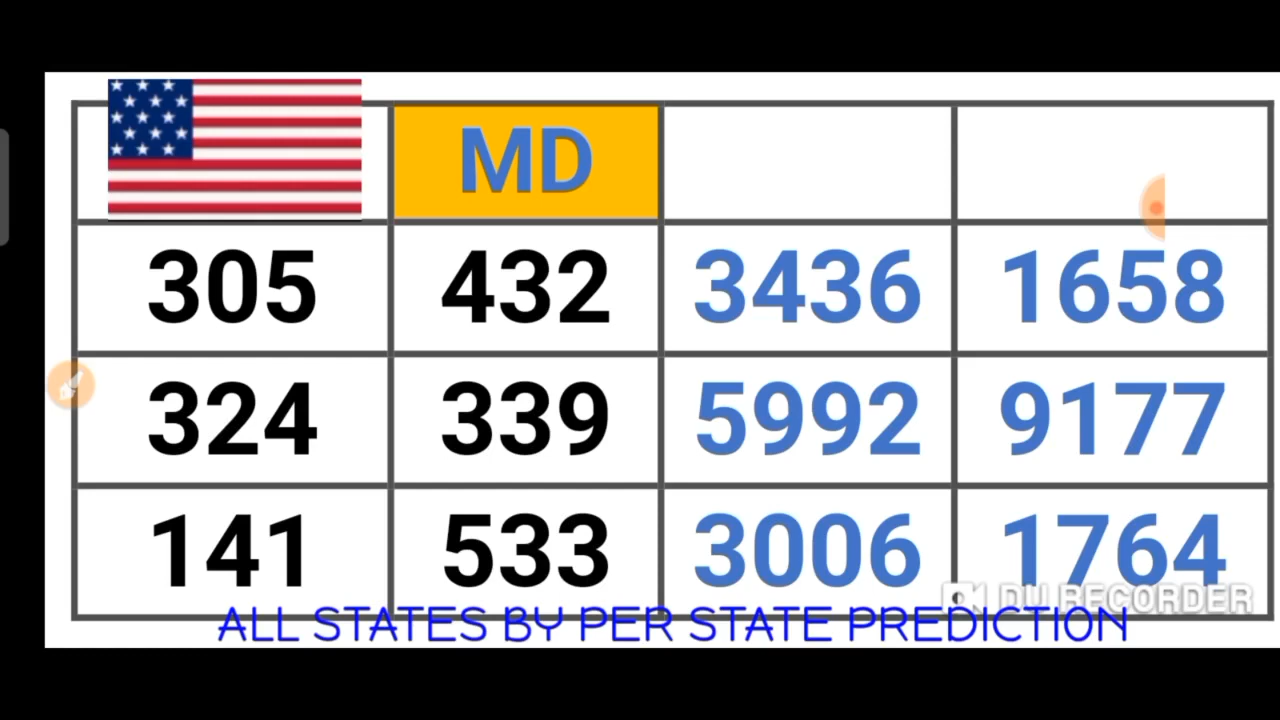 MD
305 432 3436 1658
324 339 5992 9177
141 533 3006 1764
DU RECORDER
ALL STATES BY PER STATE PREDICTION